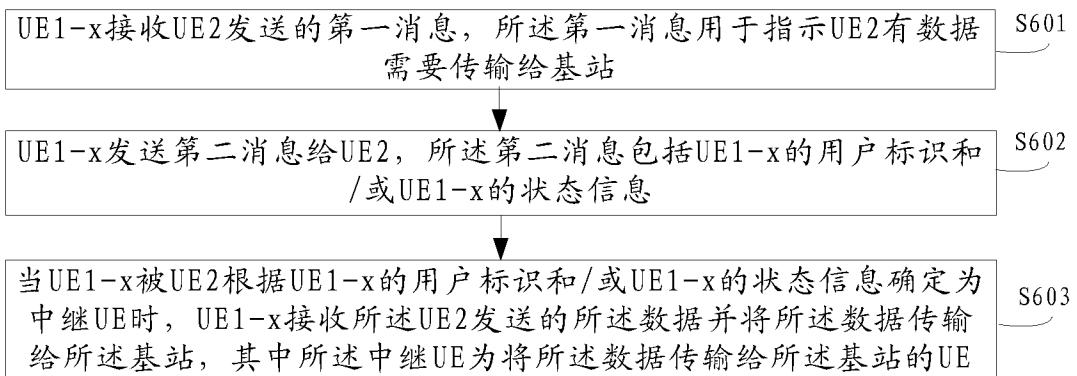 UE1-x接收UE2发送的第一消息，所述第一消息用于指示UE2有数据
需要传输给基站
S601
UE1-x发送第二消息给UE2，所述第二消息包括UE1-x的用户标识和
/或UE1-x的状态信息
S602
当UE1-x被UE2根据UE1-x的用户标识和/或UE1-x的状态信息确定为
中继UE时，UE1-x接收所述UE2发送的所述数据并将所述数据传输
给所述基站，其中所述中继UE为将所述数据传输给所述基站的UE
S603